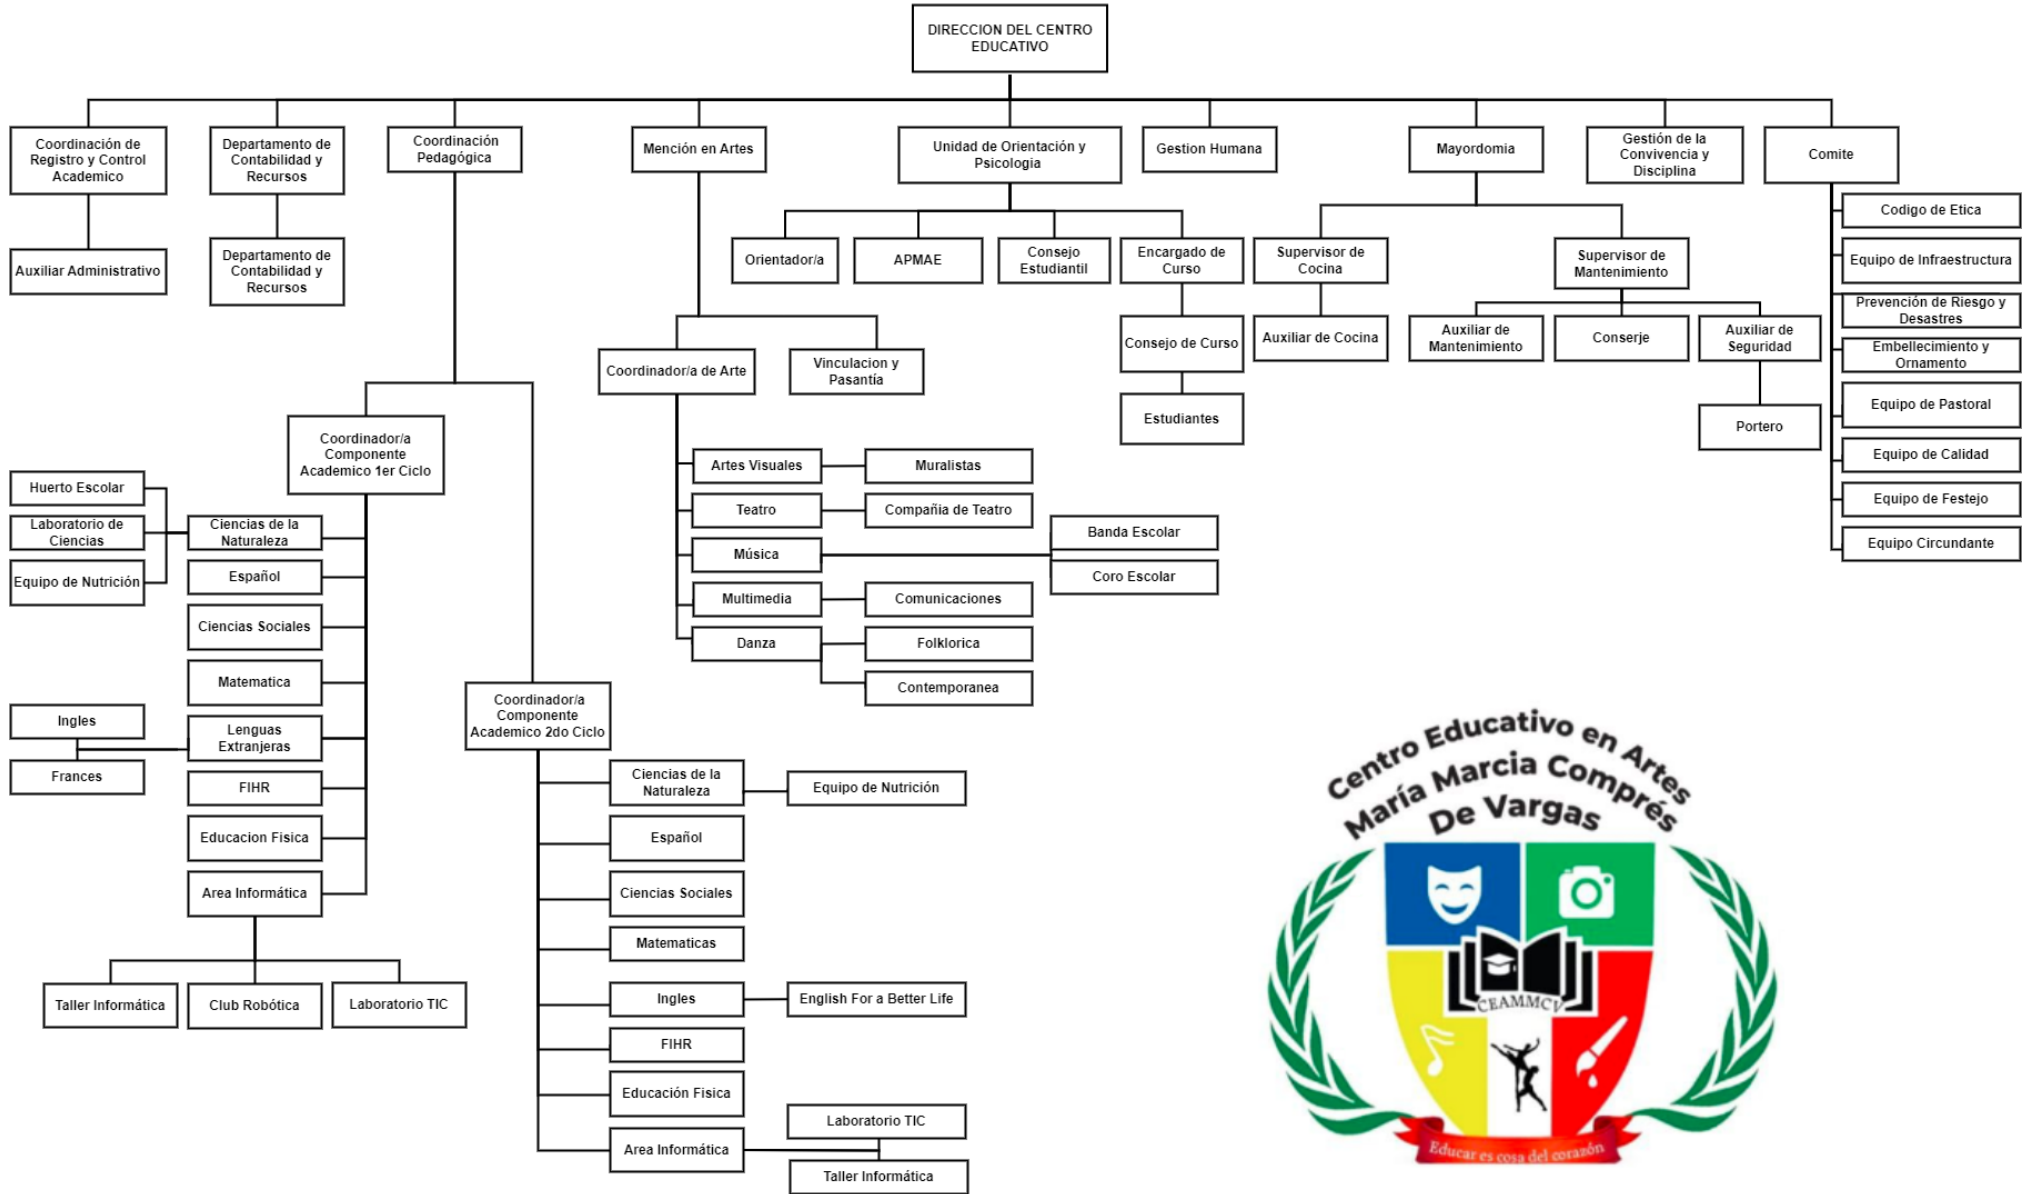 DIRECCION DEL CENTRO
EDUCATIVO
Coordinación de
Registro y Control
Academico
Departamento de
Contabilidad y
Recursos
Coordinación
Pedagógica
Mención en Artes
Unidad de Orientación y
Psicologia
Gestion Humana
Mayordomia
Gestión de la
Convivencia y
Disciplina
Comite
Auxiliar Administrativo
Departamento de
Contabilidad y
Recursos
Orientador/a
APMAE
Consejo
Estudiantil
Encargado de
Curso
Supervisor de
Cocina
Supervisor de
Mantenimiento
Codigo de Etica
Equipo de Infraestructura
Prevención de Riesgo y
Desastres
Embellecimiento y
Ornamento
Equipo de Pastoral
Equipo de Calidad
Equipo de Festejo
Equipo Circundante
Consejo de Curso
Estudiantes
Auxiliar de Cocina
Auxiliar de
Mantenimiento
Conserje
Auxiliar de
Seguridad
Portero
Coordinador/a de Arte
Vinculacion y
Pasantía
Artes Visuales
Muralistas
Teatro
Compañia de Teatro
Música
Banda Escolar
Coro Escolar
Multimedia
Comunicaciones
Danza
Folklorica
Contemporanea
Coordinador/a
Componente
Academico 1er Ciclo
Huerto Escolar
Laboratorio de
Ciencias
Equipo de Nutrición
Ciencias de la
Naturaleza
Español
Ciencias Sociales
Matematica
Ingles
Frances
Lenguas
Extranjeras
FIHR
Educacion Fisica
Area Informática
Taller Informática
Club Robótica
Laboratorio TIC
Coordinador/a
Componente
Academico 2do Ciclo
Ciencias de la
Naturaleza
Equipo de Nutrición
Español
Ciencias Sociales
Matematicas
Ingles
English For a Better Life
FIHR
Educación Fisica
Area Informática
Laboratorio TIC
Taller Informática
Centro Educativo en Artes
María Marcia Comprés
De Vargas
CEAMMCV
Educar es cosa del corazón